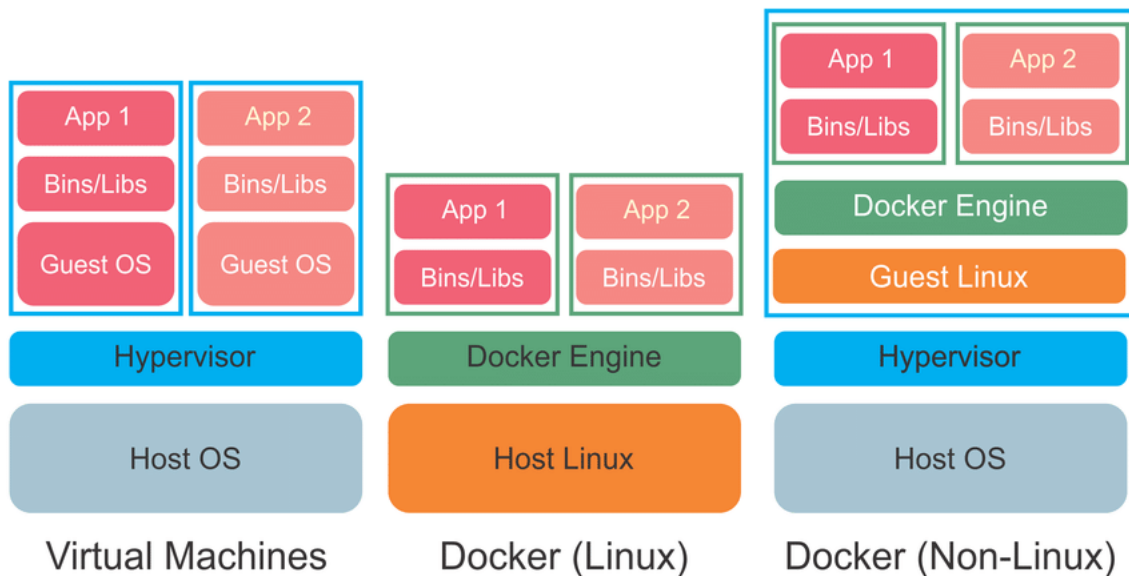 App 1
App 2
Bins/Libs
Bins/Libs
Guest OS
Guest OS
Hypervisor
Host OS
Virtual Machines
App 1
App 2
Bins/Libs
Bins/Libs
Docker Engine
Host Linux
Docker (Linux)
App 1
App 2
Bins/Libs
Bins/Libs
Docker Engine
Guest Linux
Hypervisor
Host OS
Docker (Non-Linux)